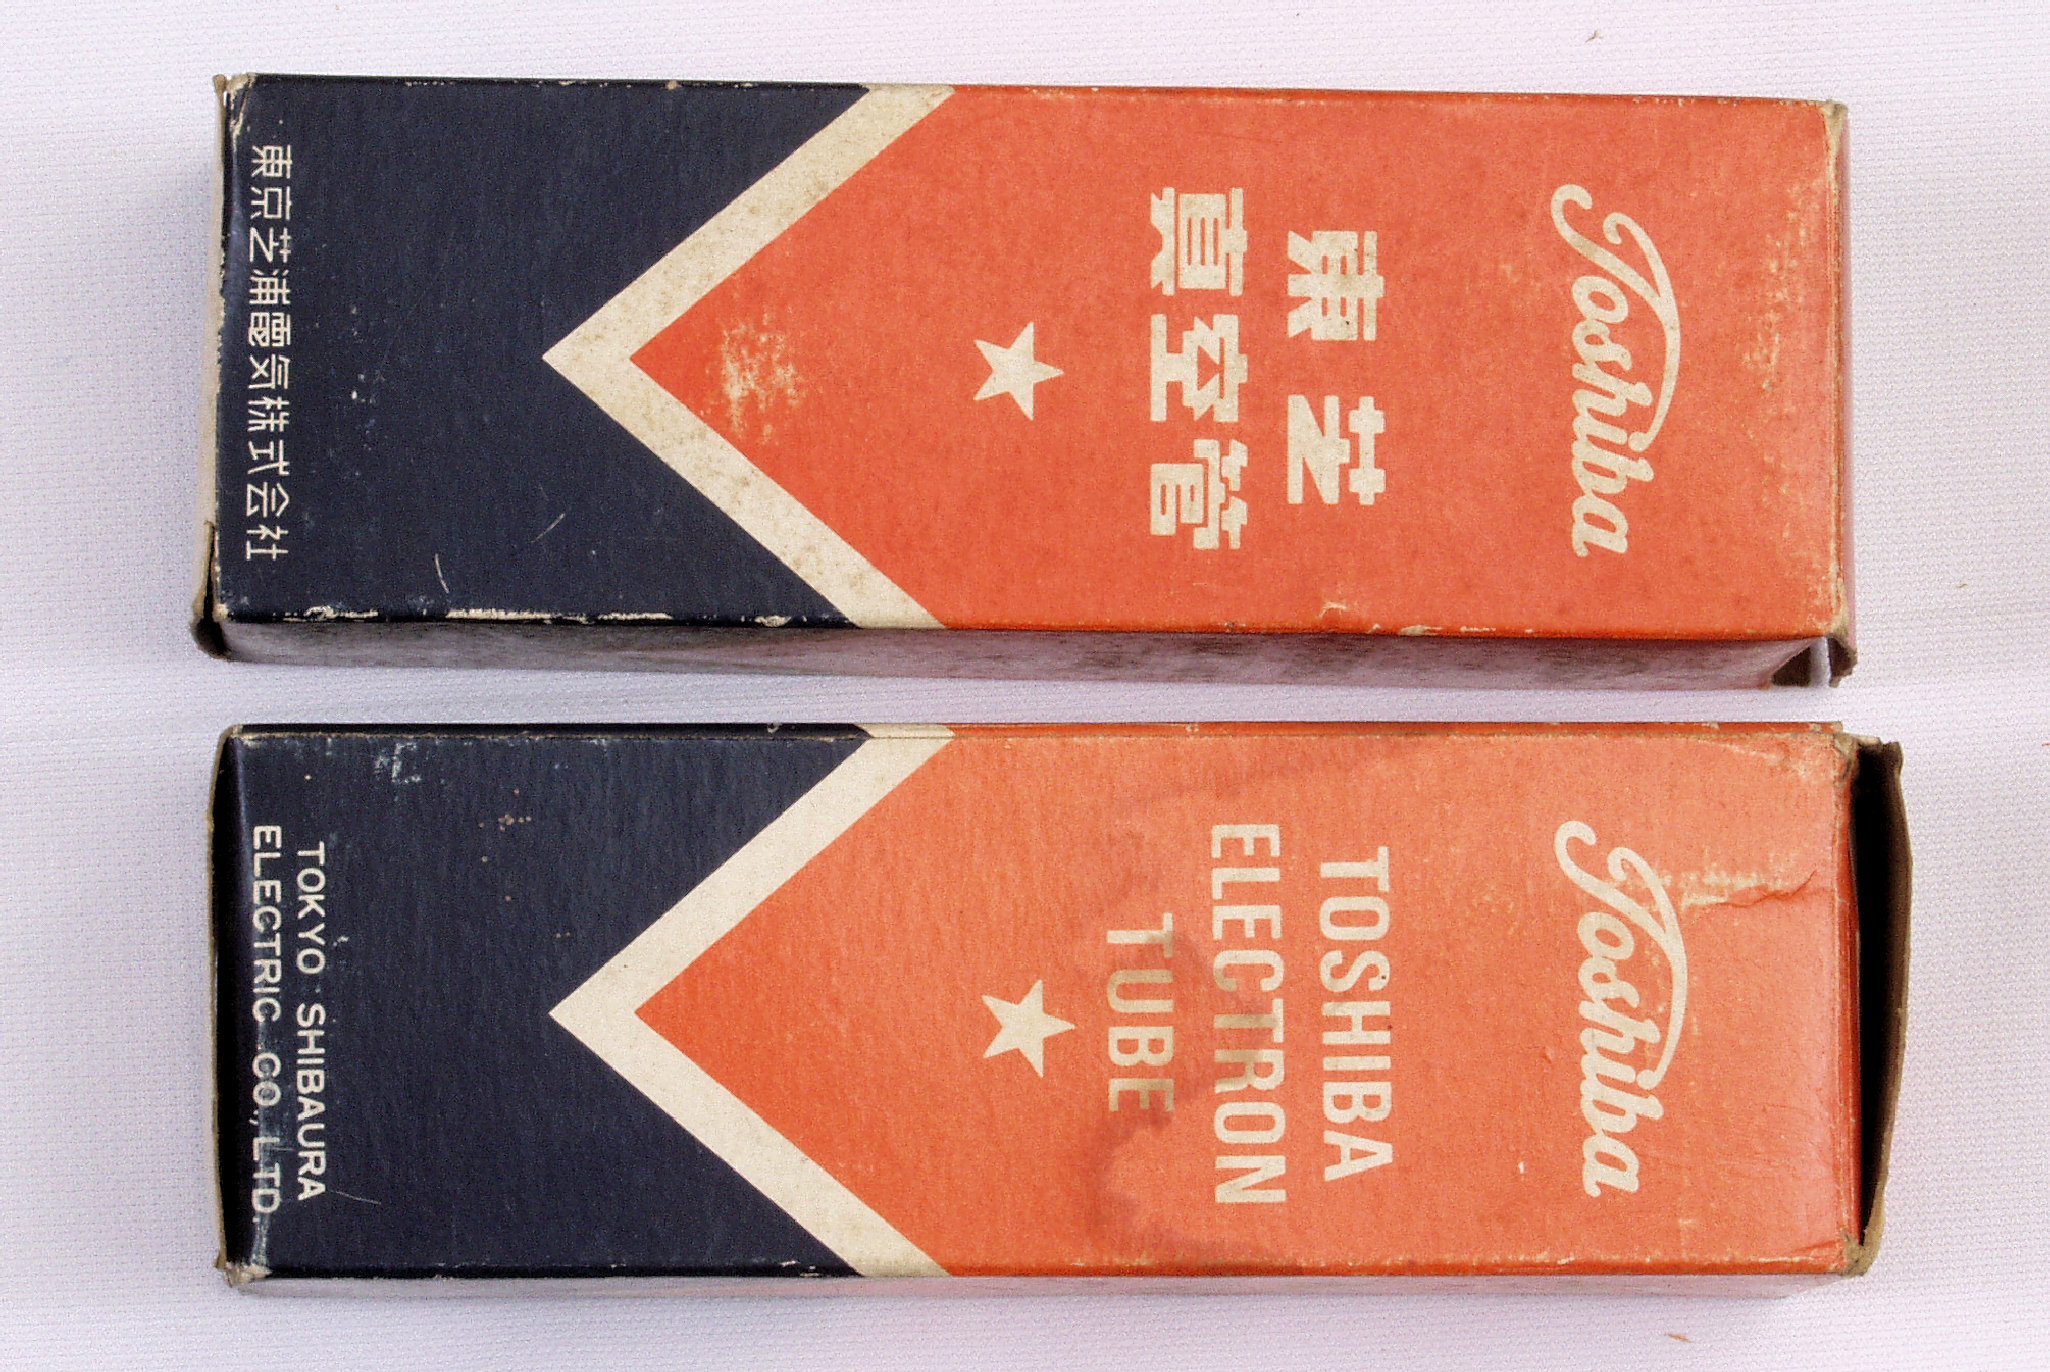 Toshiba
東芝
真空管
東京芝浦電気株式会社
Toshiba
TOSHIBA
ELECTRON
TUBE
TOKYO SHIBAURA
ELECTRIC CO., LTD.